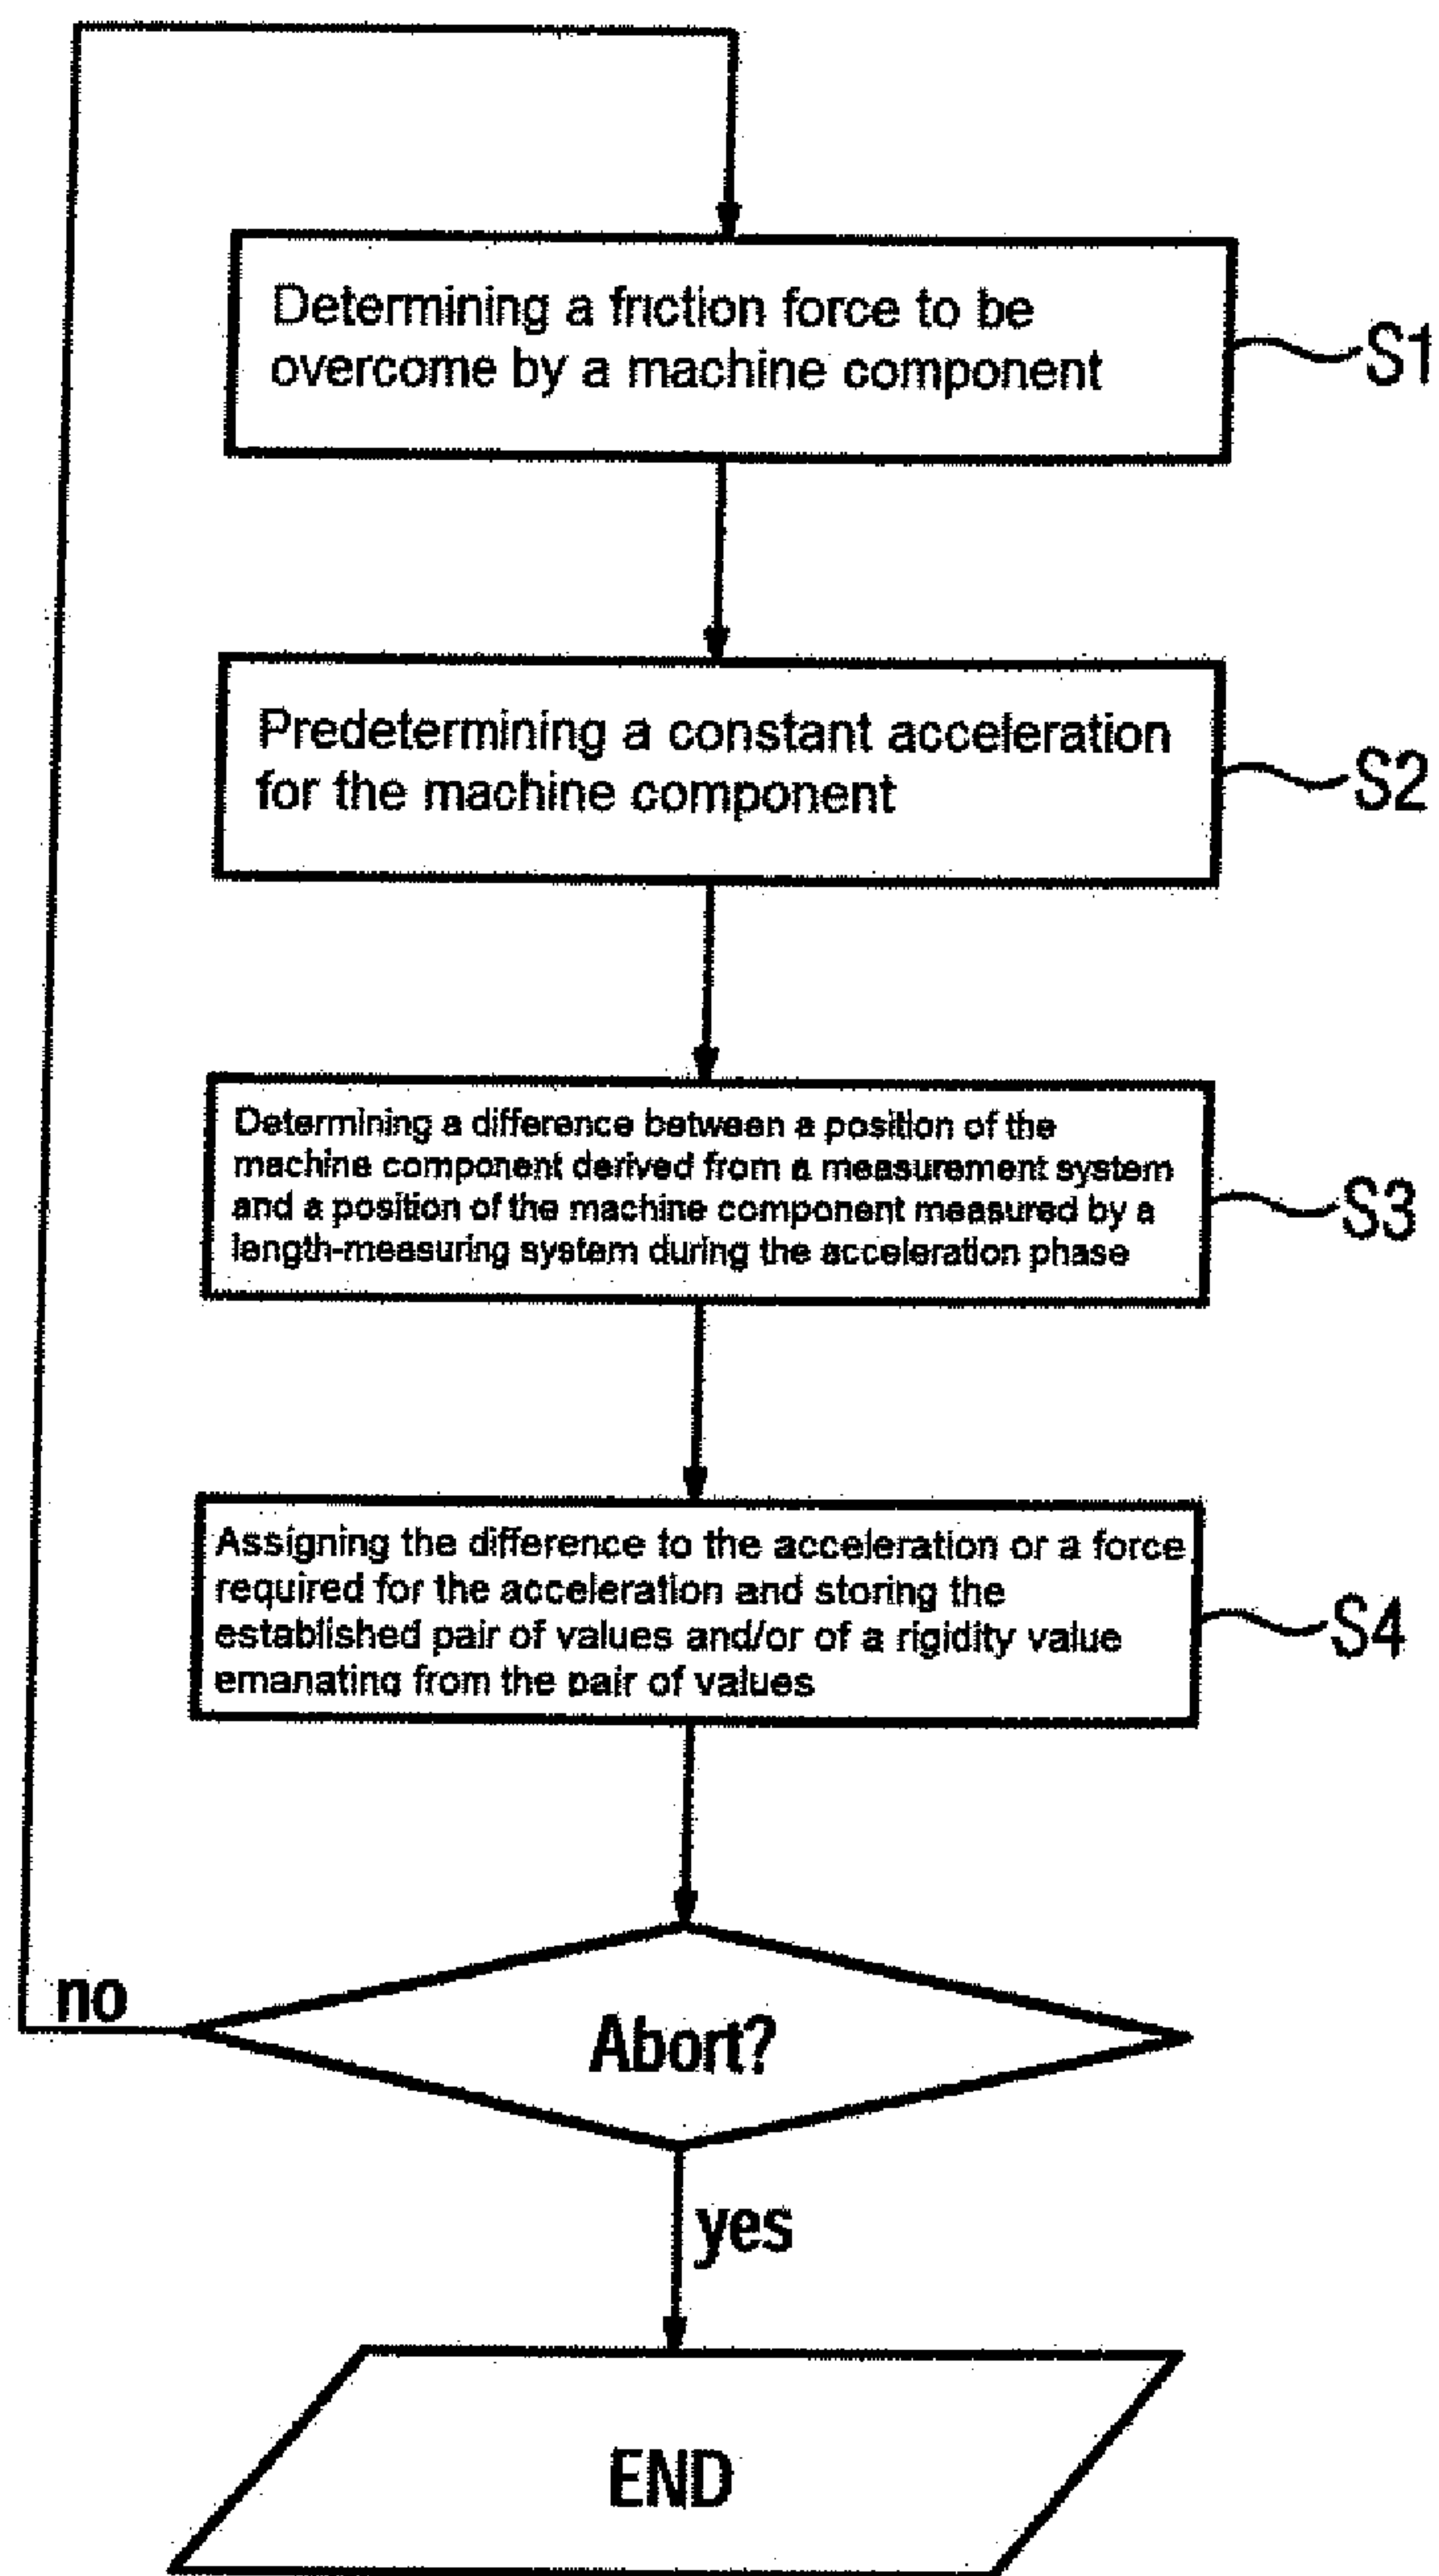 Determining a friction force to be
overcome by a machine component
S1
Predetermining a constant acceleration
for the machine component
S2
Determining a difference between a position of the
machine component derived from a measurement system
and a position of the machine component measured by a
length-measuring system during the acceleration phase
S3
Assigning the difference to the acceleration or a force
required for the acceleration and storing the
established pair of values and/or of a rigidity value
emanating from the pair of values
S4
no
Abort?
yes
END